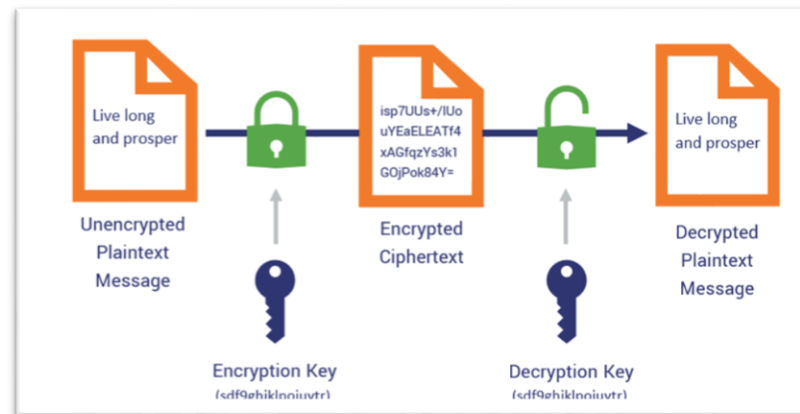 Live long
and prosper
isp7UUs+/IUo
uYEaELEATf4
xAGfqzYs3k1
GOjPok84Y=
Live long
and prosper
Unencrypted
Plaintext
Message
Encrypted
Ciphertext
Decrypted
Plaintext
Message
Encryption Key
Decryption Key